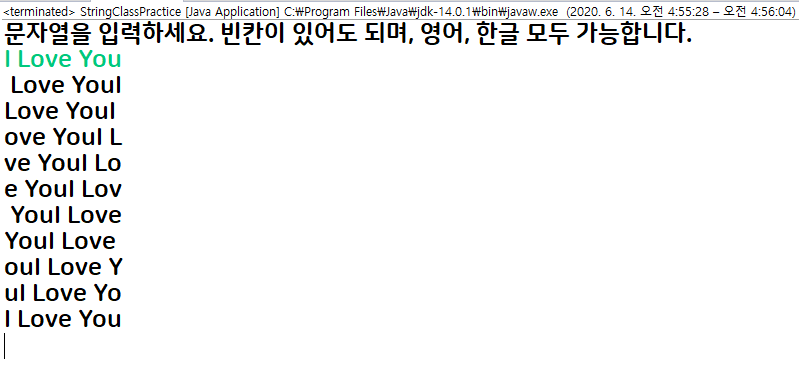 <terminated> StringClassPractice [Java Application] C:₩Program Files₩Java₩jdk-14.0.1₩bin₩javaw.exe (2020. 6. 14. 오전 4:55:28 – 오전 4:56:04)
문자열을 입력하세요. 빈칸이 있어도 되며, 영어, 한글 모두 가능합니다.
I Love You
 Love YouI
Love YouI
ove YouI L
ve YouI Lo
e YouI Lov
 YouI Love
YouI Love
ouI Love Y
uI Love Yo
I Love You